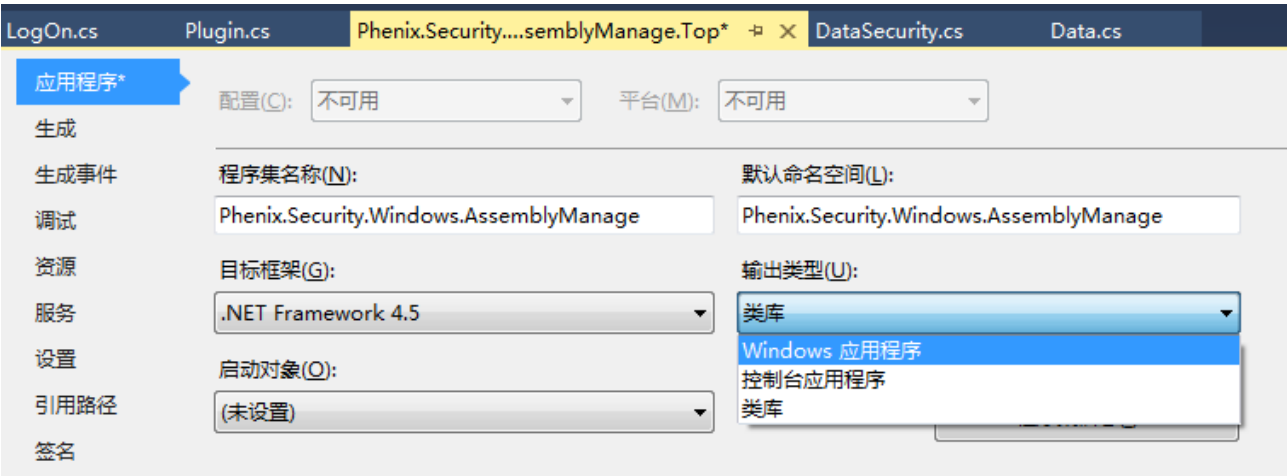 LogOn.cs Plugin.cs Phenix.Security....semblyManage.Top* DataSecurity.cs Data.cs
应用程序*
配置(C): 不可用 平台(M): 不可用
生成
生成事件
程序集名称(N): 默认命名空间(L):
调试
Phenix.Security.Windows.AssemblyManage Phenix.Security.Windows.AssemblyManage
资源
目标框架(G): 输出类型(U):
服务
.NET Framework 4.5 类库
Windows 应用程序
设置
启动对象(O):
控制台应用程序
引用路径
(未设置) 类库
签名